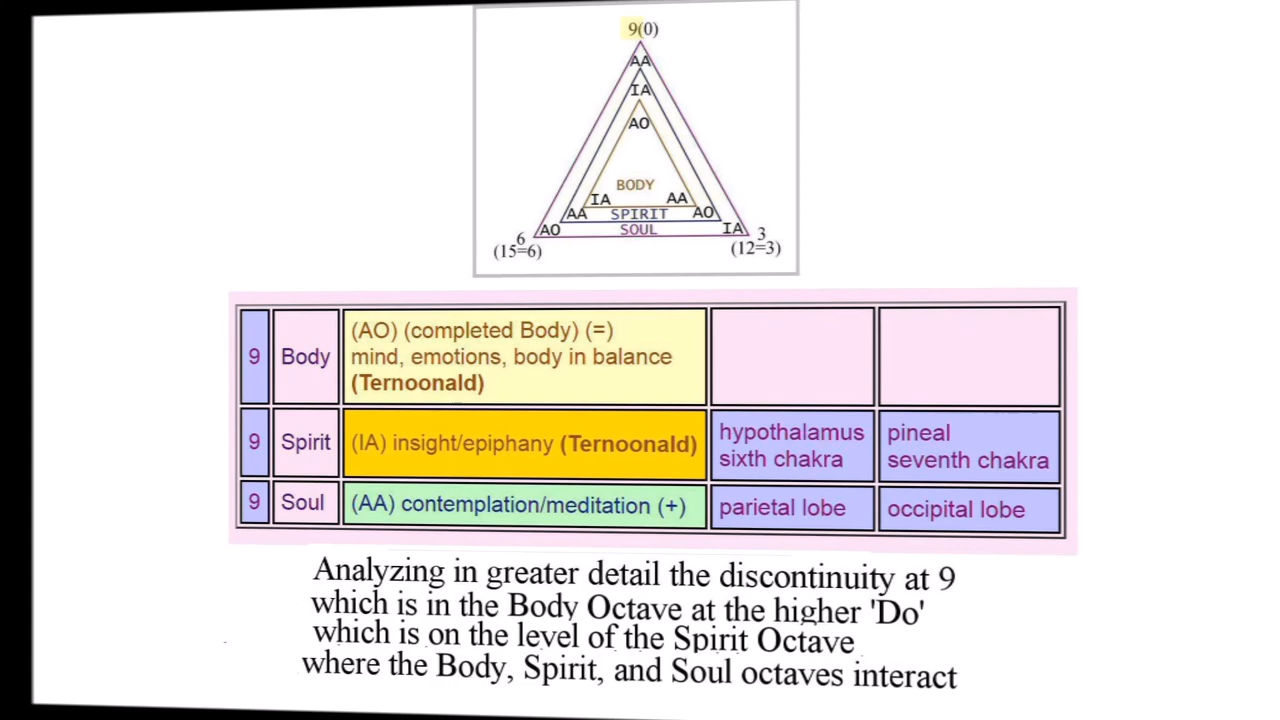 9(0)
AA
IA
AO
BODY
IA AA
AA SPIRIT AO
AO SOUL IA
6 3
(15=6) (12=3)
9 Body (AO) (completed Body) (=)
mind, emotions, body in balance
(Ternoonald)
9 Spirit (IA) insight/epiphany (Ternoonald) hypothalamus pineal
sixth chakra seventh chakra
9 Soul (AA) contemplation/meditation (+) parietal lobe occipital lobe
Analyzing in greater detail the discontinuity at 9
which is in the Body Octave at the higher 'Do'
which is on the level of the Spirit Octave
where the Body, Spirit, and Soul octaves interact